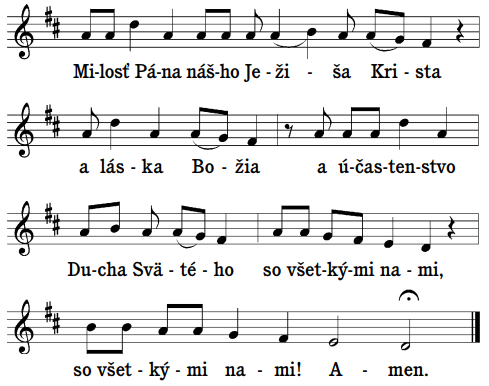 Mi-losť Pá-na náš-ho Je-ži - ša Kri-sta
a lás-ka Bo-žia a ú-čas-ten-stvo
Du-cha Svä-té-ho so všet-ký-mi na-mi,
so všet-ký-mi na-mi! A-men.